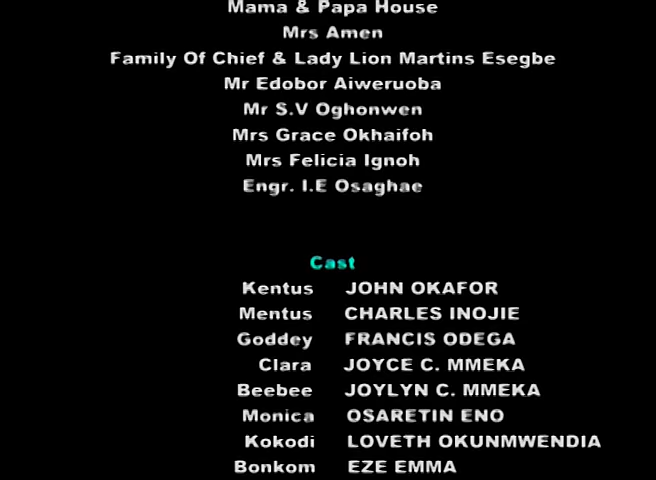 Mama & Papa House
Mrs Amen
Family Of Chief & Lady Lion Martins Esegbe
Mr Edobor Aiweruoba
Mr S.V Oghonwen
Mrs Grace Okhaifoh
Mrs Felicia Ignoh
Engr. I.E Osaghae
Cast
Kentus JOHN OKAFOR
Mentus CHARLES INOJIE
Goddey FRANCIS ODEGA
Clara JOYCE C. MMEKA
Beebee JOYLYN C. MMEKA
Monica OSARETIN ENO
Kokodi LOVETH OKUNMWENDIA
Bonkom EZE EMMA